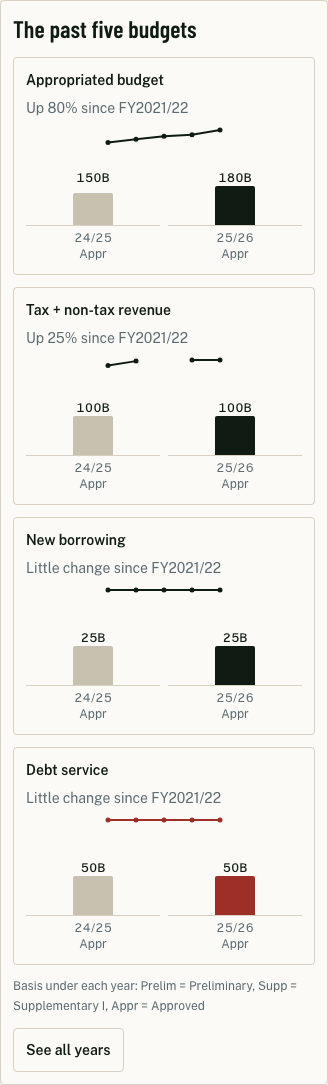 The past five budgets
Appropriated budget
Up 80% since FY2021/22
150B
180B
24/25
Appr
25/26
Appr
Tax + non-tax revenue
Up 25% since FY2021/22
100B
100B
24/25
Appr
25/26
Appr
New borrowing
Little change since FY2021/22
25B
25B
24/25
Appr
25/26
Appr
Debt service
Little change since FY2021/22
50B
50B
24/25
Appr
25/26
Appr
Basis under each year: Prelim = Preliminary, Supp =
Supplementary I, Appr = Approved
See all years